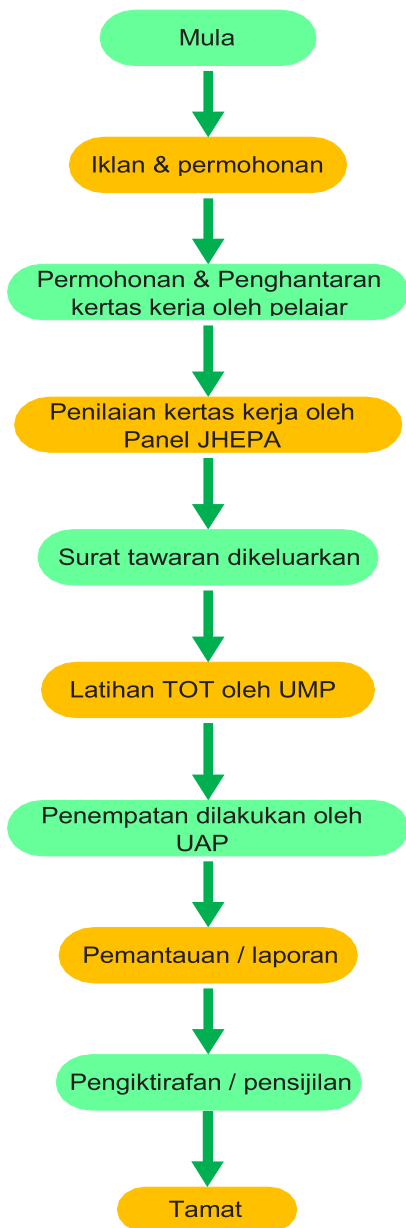 Mula
Iklan & permohonan
Permohonan & Penghantaran
kertas kerja oleh pelajar
Penilaian kertas kerja oleh
Panel JHEPA
Surat tawaran dikeluarkan
Latihan TOT oleh UMP
Penempatan dilakukan oleh
UAP
Pemantauan / laporan
Pengiktirafan / pensijilan
Tamat